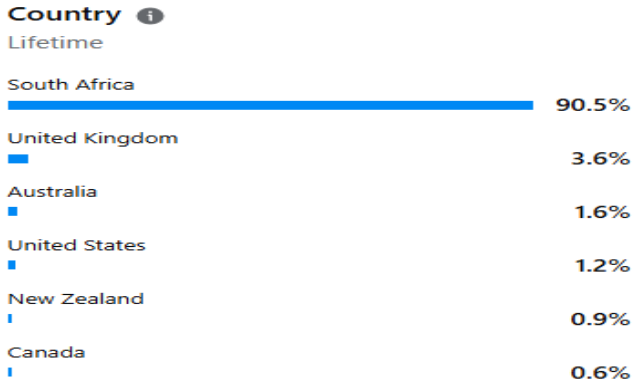 Country
Lifetime
South Africa
90.5%
United Kingdom
3.6%
Australia
1.6%
United States
1.2%
New Zealand
0.9%
Canada
0.6%